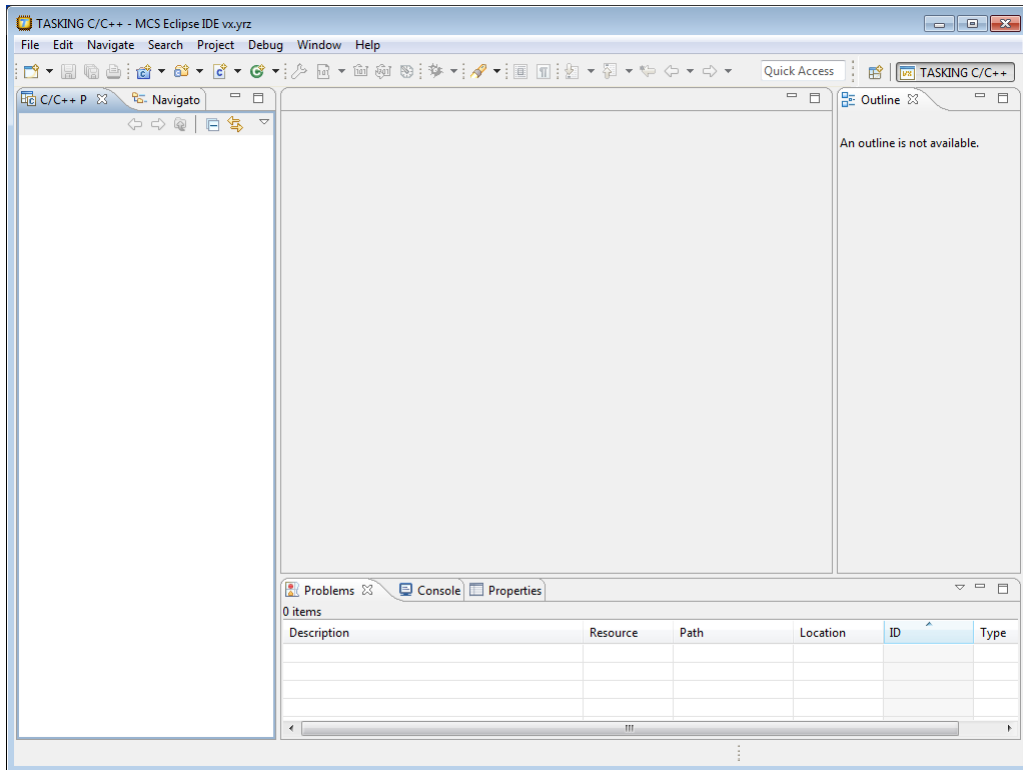 TASKING C/C++ - MCS Eclipse IDE vx.yrz
File Edit Navigate Search Project Debug Window Help
Quick Access TASKING C/C++
C/C++ P Navigato
Outline
An outline is not available.
Problems Console Properties
0 items
Description Resource Path Location ID Type